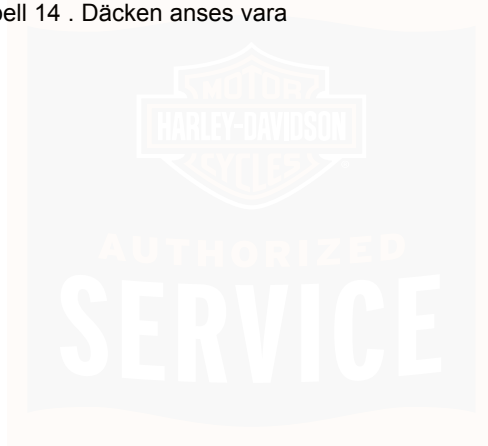 bell 14 . Däcken anses vara
MOTOR
HARLEY-DAVIDSON
CYCLES
AUTHORIZED
SERVICE